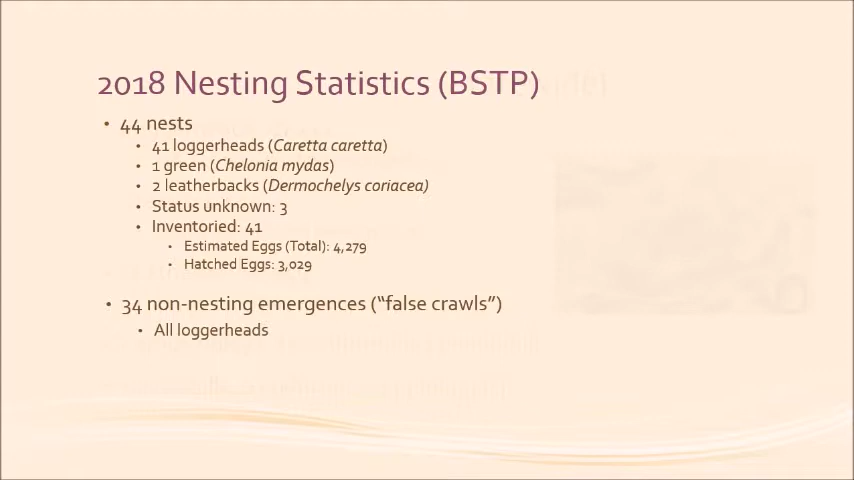 2018 Nesting Statistics (BSTP)
• 44 nests
• 41 loggerheads (Caretta caretta)
• 1 green (Chelonia mydas)
• 2 leatherbacks (Dermochelys coriacea)
• Status unknown: 3
• Inventoried: 41
• Estimated Eggs (Total): 4,279
• Hatched Eggs: 3,029
• 34 non-nesting emergences (“false crawls”)
• All loggerheads